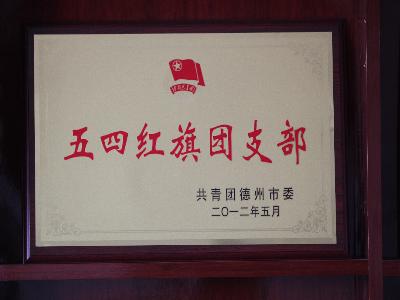 五四红旗团支部
共青团德州市委
二〇一二年五月